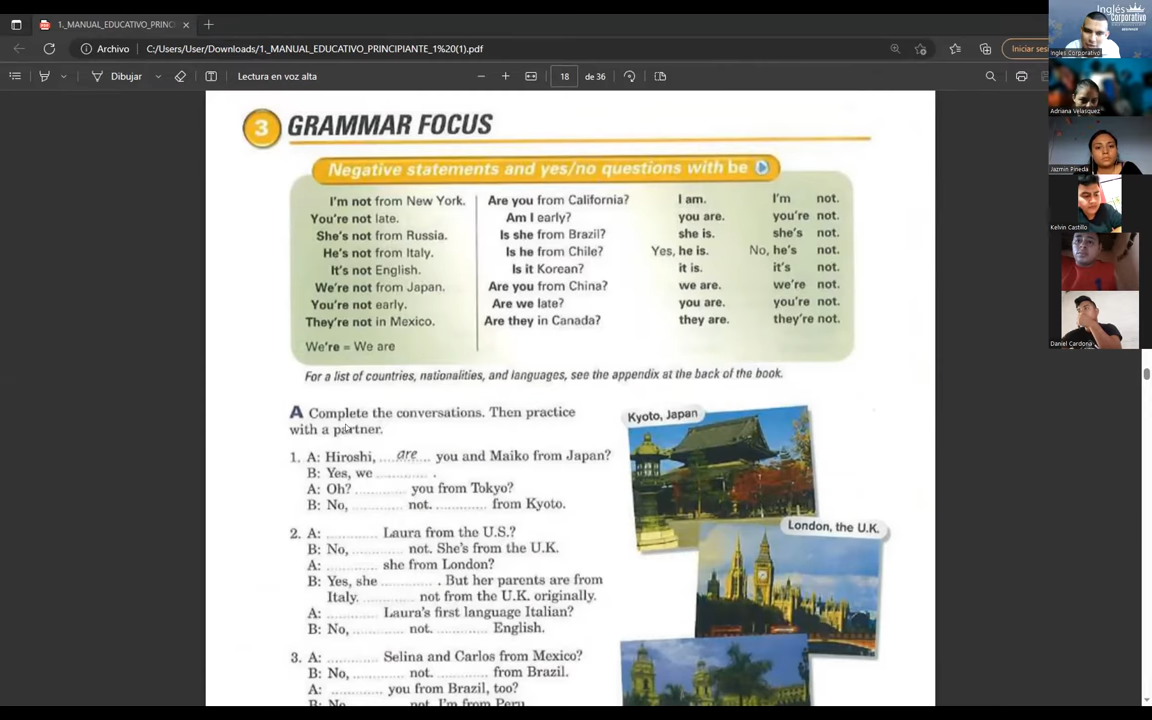 1._MANUAL_EDUCATIVO_PRINC
Archivo
C:/Users/User/Downloads/1._MANUAL_EDUCATIVO_PRINCIPIANTE_1%20(1).pdf
Iniciar ses
Dibujar
Lectura en voz alta
18 de 36
Inglés
Corporativo
Ingles Corporativo
Adriana Velasquez
Jazmin Pineda
Kelvin Castillo
Daniel Cardona
3 GRAMMAR FOCUS
Negative statements and yes/no questions with be
I'm not from New York. Are you from California? I am. I'm not.
You're not late. Am I early? you are. you're not.
She's not from Russia. Is she from Brazil? she is. she's not.
He's not from Italy. Is he from Chile? Yes, he is. No, he's not.
It's not English. Is it Korean? it is. it's not.
We're not from Japan. Are you from China? we are. we're not.
You're not early. Are we late? you are. you're not.
They're not in Mexico. Are they in Canada? they are. they're not.
We're = We are
For a list of countries, nationalities, and languages, see the appendix at the back of the book.
A Complete the conversations. Then practice
with a partner.
1. A: Hiroshi, ....are.... you and Maiko from Japan?
B: Yes, we ............ .
A: Oh? ............ you from Tokyo?
B: No, ............ not. ............ from Kyoto.
2. A: ............ Laura from the U.S.?
B: No, ............ not. She's from the U.K.
A: ............ she from London?
B: Yes, she ............ . But her parents are from
Italy. ............ not from the U.K. originally.
A: ............ Laura's first language Italian?
B: No, ............ not. ............ English.
3. A: ............ Selina and Carlos from Mexico?
B: No, ............ not. ............ from Brazil.
A: ............ you from Brazil, too?
B: No, ............ not. I'm from Peru.
Kyoto, Japan
London, the U.K.